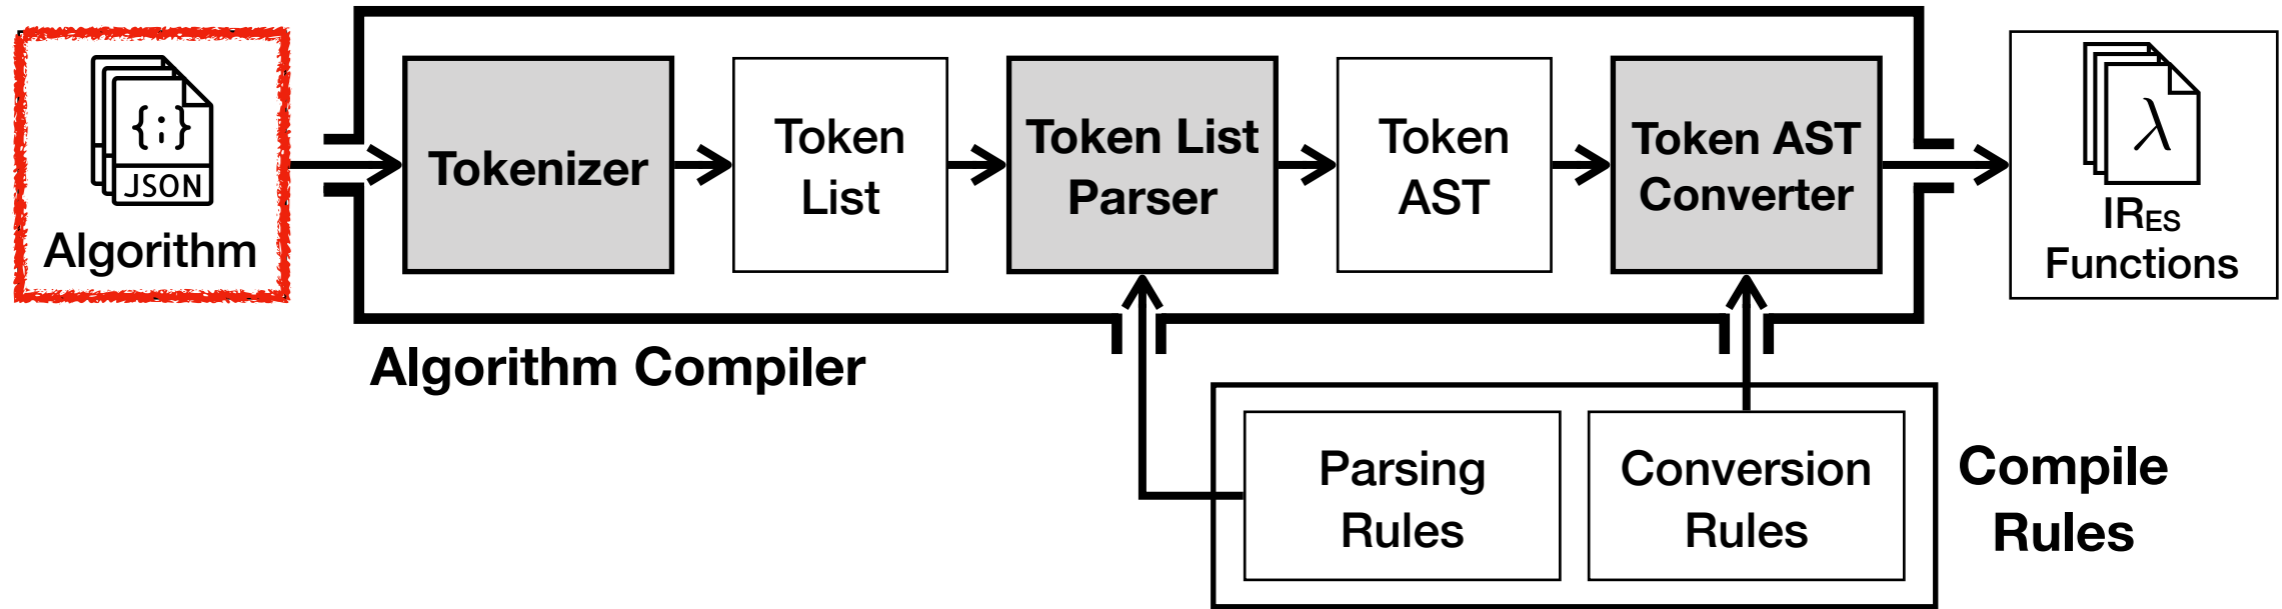 {;}
JSON
Algorithm
Tokenizer
Token
List
Token List
Parser
Token
AST
Token AST
Converter
λ
IRES
Functions
Algorithm Compiler
Parsing
Rules
Conversion
Rules
Compile
Rules